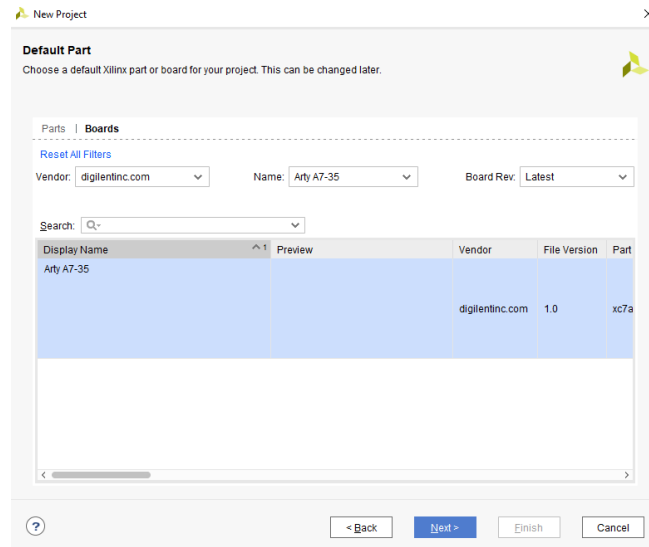 New Project
Default Part
Choose a default Xilinx part or board for your project. This can be changed later.
Parts | Boards
Reset All Filters
Vendor: digilentinc.com Name: Arty A7-35 Board Rev: Latest
Search: Q-
Display Name ^1 Preview Vendor File Version Part
Arty A7-35
digilentinc.com 1.0 xc7a
? < Back Next > Finish Cancel